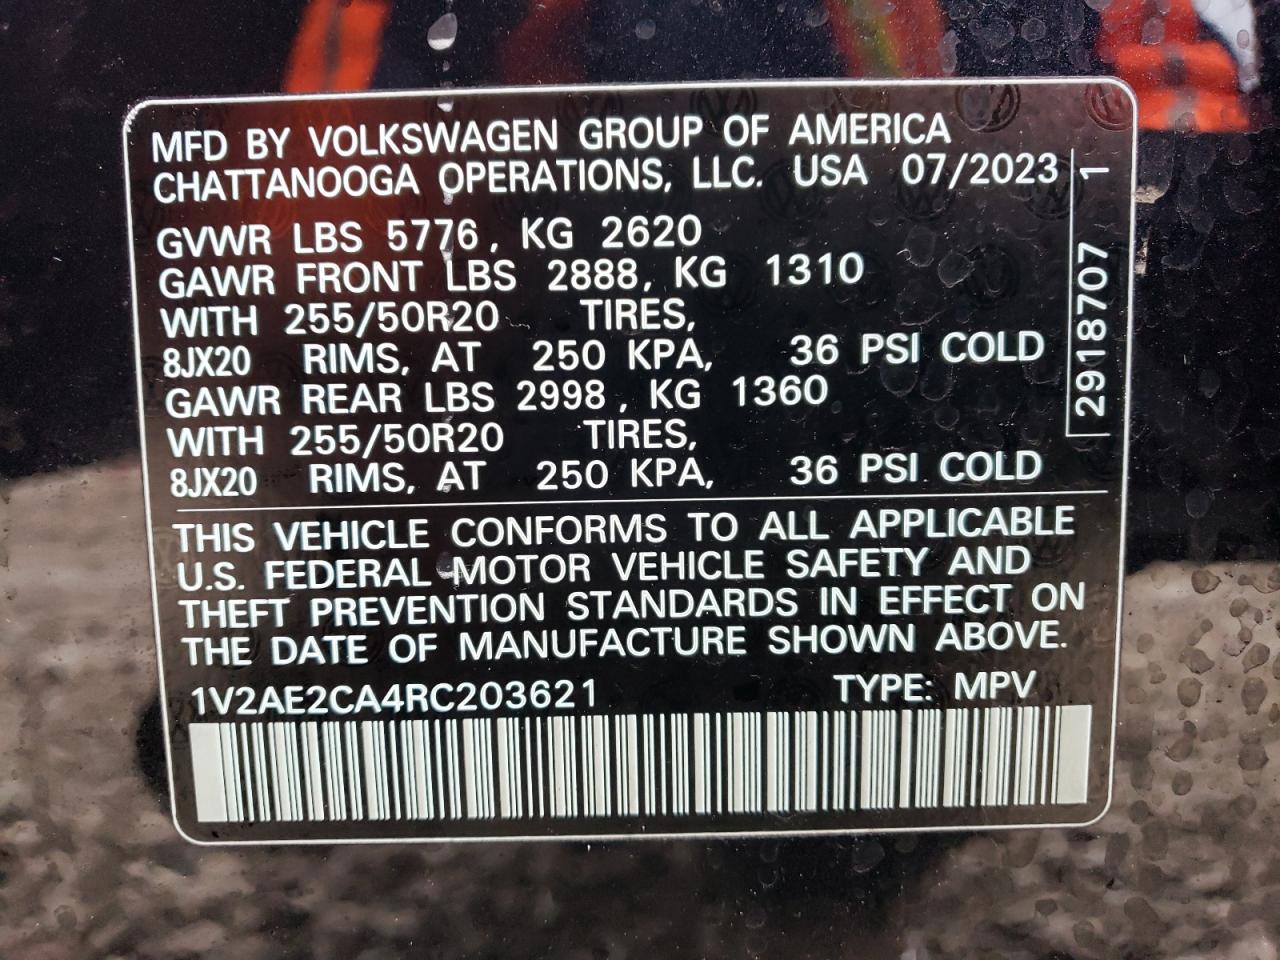 MFD BY VOLKSWAGEN GROUP OF AMERICA
CHATTANOOGA OPERATIONS, LLC. USA 07/2023
GVWR LBS 5776, KG 2620
GAWR FRONT LBS 2888, KG 1310
WITH 255/50R20 TIRES,
8JX20 RIMS, AT 250 KPA, 36 PSI COLD
GAWR REAR LBS 2998, KG 1360
WITH 255/50R20 TIRES,
8JX20 RIMS, AT 250 KPA, 36 PSI COLD
2918707 1
THIS VEHICLE CONFORMS TO ALL APPLICABLE
U.S. FEDERAL MOTOR VEHICLE SAFETY AND
THEFT PREVENTION STANDARDS IN EFFECT ON
THE DATE OF MANUFACTURE SHOWN ABOVE.
1V2AE2CA4RC203621 TYPE: MPV